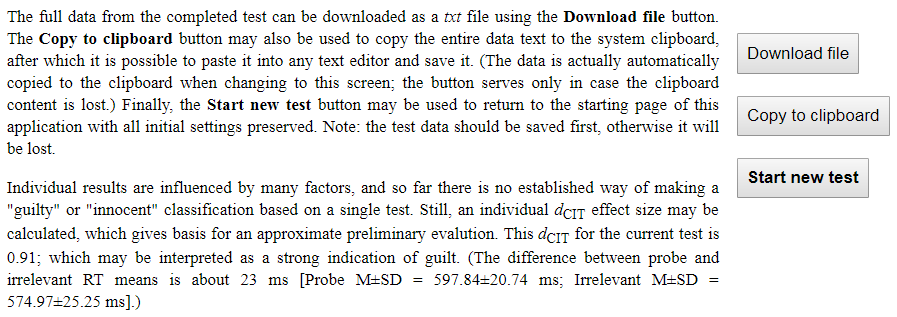 The full data from the completed test can be downloaded as a txt file using the Download file button.
The Copy to clipboard button may also be used to copy the entire data text to the system clipboard,
after which it is possible to paste it into any text editor and save it. (The data is actually automatically
copied to the clipboard when changing to this screen; the button serves only in case the clipboard
content is lost.) Finally, the Start new test button may be used to return to the starting page of this
application with all initial settings preserved. Note: the test data should be saved first, otherwise it will
be lost.
Individual results are influenced by many factors, and so far there is no established way of making a
"guilty" or "innocent" classification based on a single test. Still, an individual dCIT effect size may be
calculated, which gives basis for an approximate preliminary evalution. This dCIT for the current test is
0.91; which may be interpreted as a strong indication of guilt. (The difference between probe and
irrelevant RT means is about 23 ms [Probe M±SD = 597.84±20.74 ms; Irrelevant M±SD =
574.97±25.25 ms].)
Download file
Copy to clipboard
Start new test